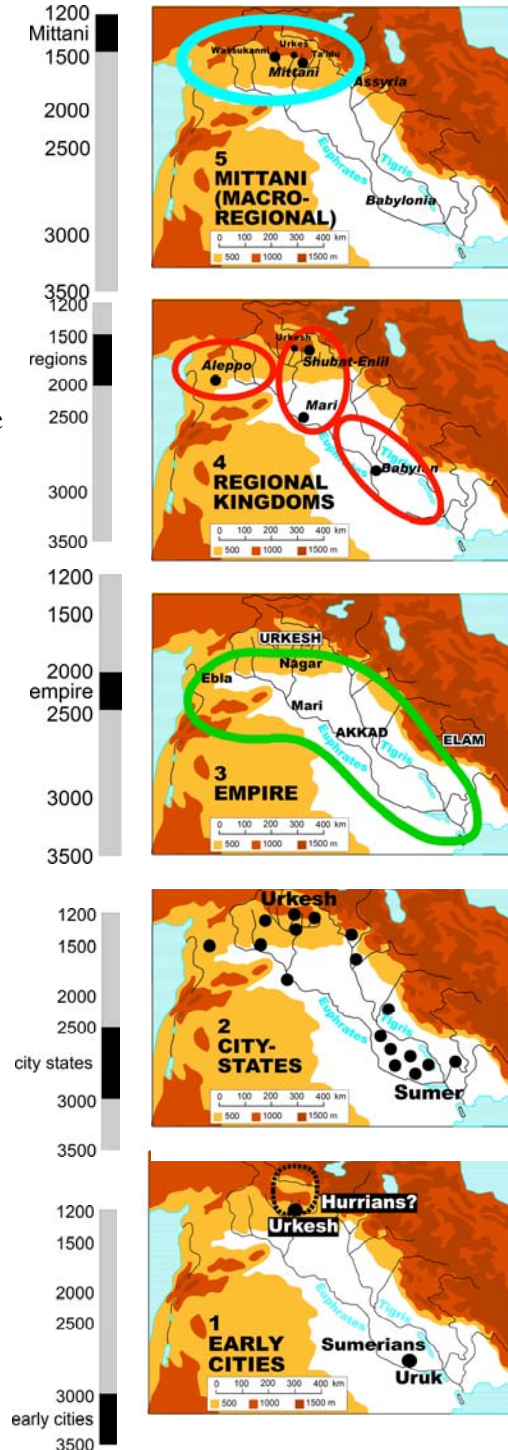 1200
Mittani
1500
2000
2500
3000
3500
Wassukanni
Urkes
Ta'idu
Mittani
Assyria
Euphrates
Tigris
Babylonia
5
MITTANI
(MACRO-
REGIONAL)
0 100 200 300 400 km
500 1000 1500 m
1200
1500
regions
2000
2500
3000
3500
e
Urkesh
Aleppo
Shubat-Enlil
Mari
Euphrates
Tigris
Babylon
4
REGIONAL
KINGDOMS
0 100 200 300 400 km
500 1000 1500 m
1200
1500
2000
empire
2500
3000
3500
URKESH
Nagar
Ebla
Mari
AKKAD
ELAM
Euphrates
Tigris
3
EMPIRE
0 100 200 300 400 km
500 1000 1500 m
1200
1500
2000
2500
city states
3000
3500
Urkesh
Euphrates
Tigris
2
CITY-
STATES
Sumer
0 100 200 300 400 km
500 1000 1500 m
1200
1500
2000
2500
3000
early cities
3500
Hurrians?
Urkesh
Euphrates
Tigris
1
EARLY
CITIES
Sumerians
Uruk
0 100 200 300 400 km
500 1000 1500 m